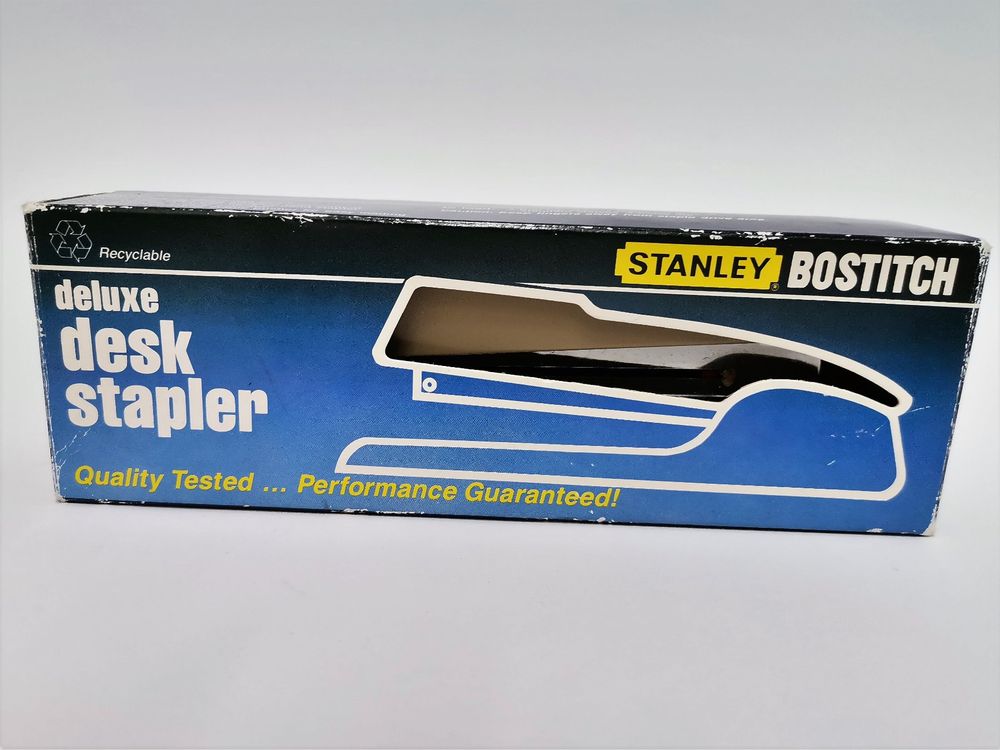 Recyclable
STANLEY® BOSTITCH
deluxe
desk
stapler
Quality Tested ... Performance Guaranteed!